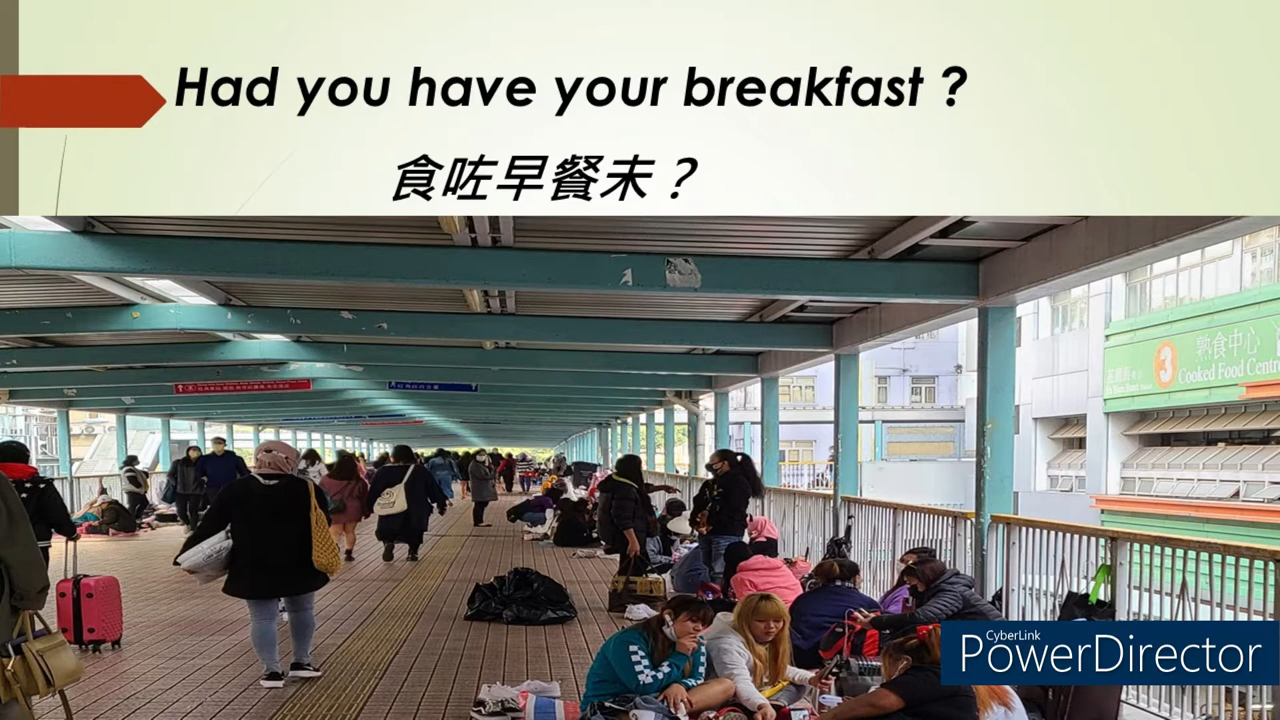 Had you have your breakfast ?
食咗早餐未？
3
熟食中心
Cooked Food Centre
CyberLink
PowerDirector